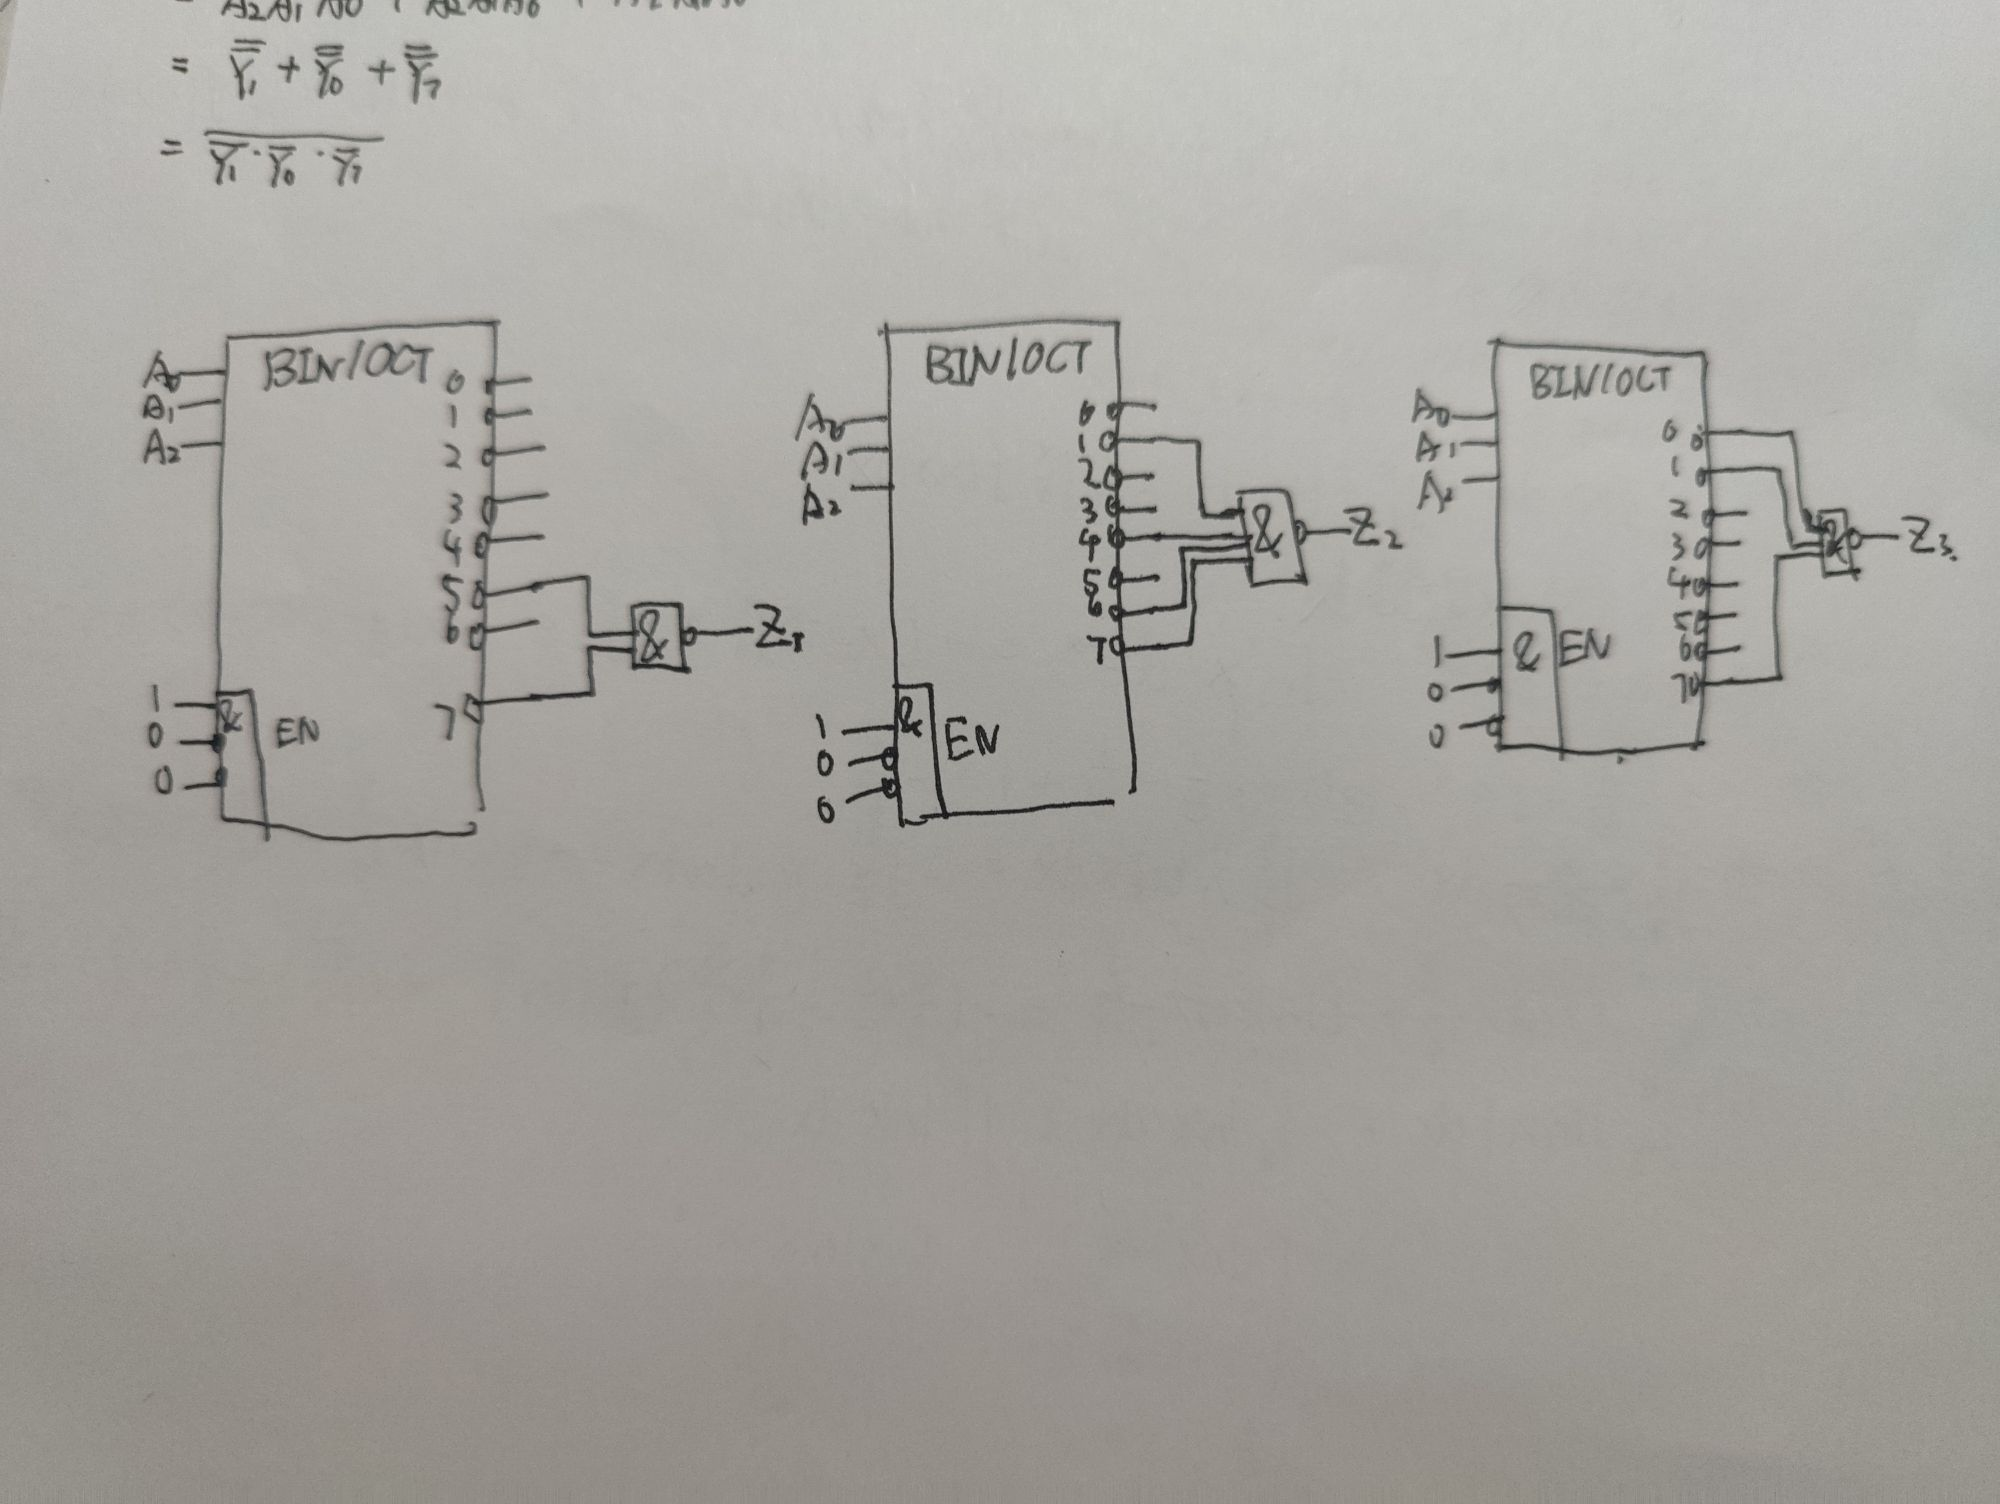 = Y̿₁ + Y̿₀ + Y̿₇
= \overline{Y̅₁ · Y̅₀ · Y̅₇}
BIN/OCT
A₀
A₁
A₂
0
1
2
3
4
5
6
7
& Z₁
1
0
0
& EN
BIN/OCT
A₀
A₁
A₂
0
1
2
3
4
5
6
7
& Z₂
1
0
0
& EN
BIN/OCT
A₀
A₁
A₂
0
1
2
3
4
5
6
7
& Z₃.
1
0
0
& EN